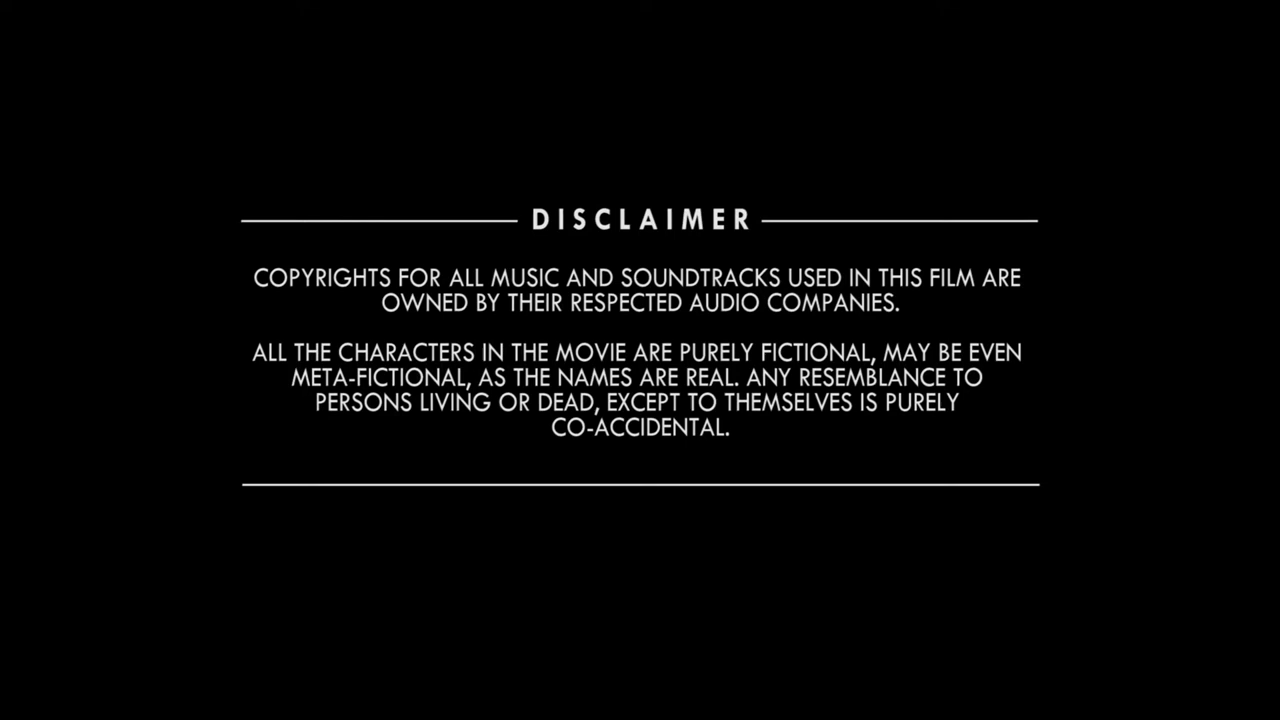 DISCLAIMER
COPYRIGHTS FOR ALL MUSIC AND SOUNDTRACKS USED IN THIS FILM ARE
OWNED BY THEIR RESPECTED AUDIO COMPANIES.
ALL THE CHARACTERS IN THE MOVIE ARE PURELY FICTIONAL, MAY BE EVEN
META-FICTIONAL, AS THE NAMES ARE REAL. ANY RESEMBLANCE TO
PERSONS LIVING OR DEAD, EXCEPT TO THEMSELVES IS PURELY
CO-ACCIDENTAL.